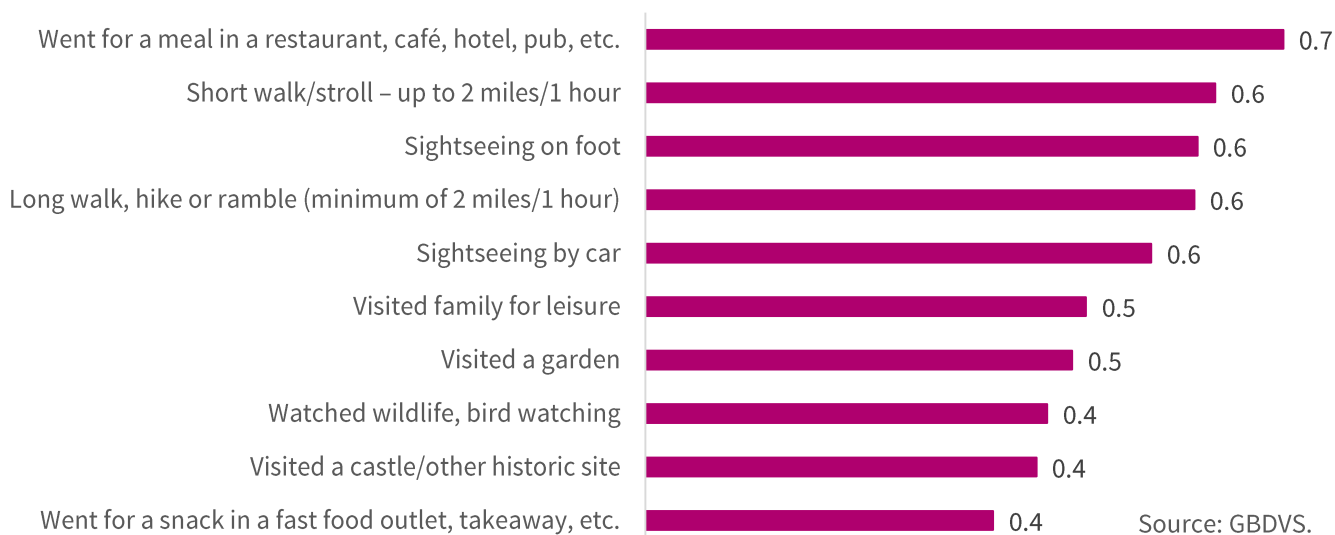 Went for a meal in a restaurant, café, hotel, pub, etc. 0.7
Short walk/stroll – up to 2 miles/1 hour 0.6
Sightseeing on foot 0.6
Long walk, hike or ramble (minimum of 2 miles/1 hour) 0.6
Sightseeing by car 0.6
Visited family for leisure 0.5
Visited a garden 0.5
Watched wildlife, bird watching 0.4
Visited a castle/other historic site 0.4
Went for a snack in a fast food outlet, takeaway, etc. 0.4
Source: GBDVS.